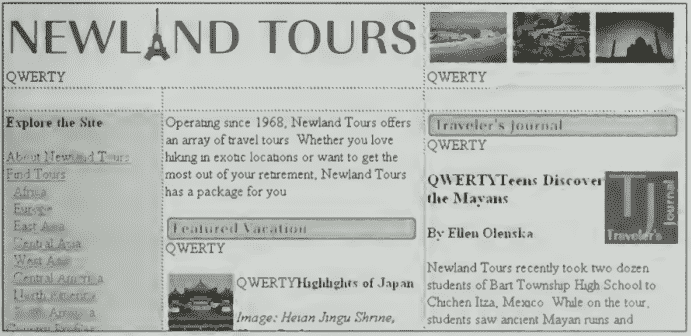 NEWLAND TOURS
QWERTY
QWERTY
Explore the Site
About Newland Tours
Find Tours
Africa
Europe
East Asia
Central Asia
West Asia
Central America
North America
South America
Operating since 1968, Newland Tours offers
an array of travel tours Whether you love
hiking in exotic locations or want to get the
most out of your retirement, Newland Tours
has a package for you
Featured Vacation
QWERTY
QWERTYHighlights of Japan
Image: Heian Jingu Shrine,
Traveler's Journal
QWERTY
QWERTYTeens Discover
the Mayans
TJ
Traveler's
Journal
By Ellen Olenska
Newland Tours recently took two dozen
students of Bart Township High School to
Chichen Itza, Mexico While on the tour,
students saw ancient Mayan runs and